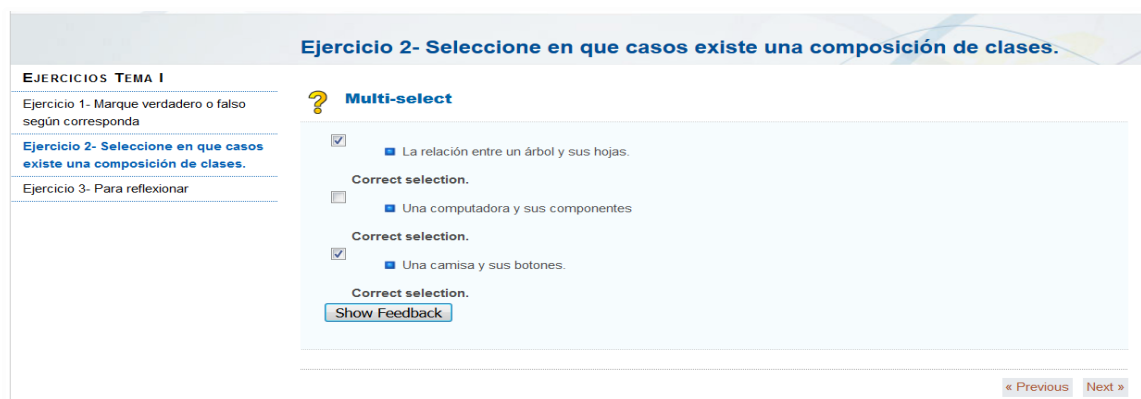 Ejercicio 2- Seleccione en que casos existe una composición de clases.
EJERCICIOS TEMA I
Ejercicio 1- Marque verdadero o falso
según corresponda
Ejercicio 2- Seleccione en que casos
existe una composición de clases.
Ejercicio 3- Para reflexionar
? Multi-select
La relación entre un árbol y sus hojas.
Correct selection.
Una computadora y sus componentes
Correct selection.
Una camisa y sus botones.
Correct selection.
Show Feedback
« Previous Next »